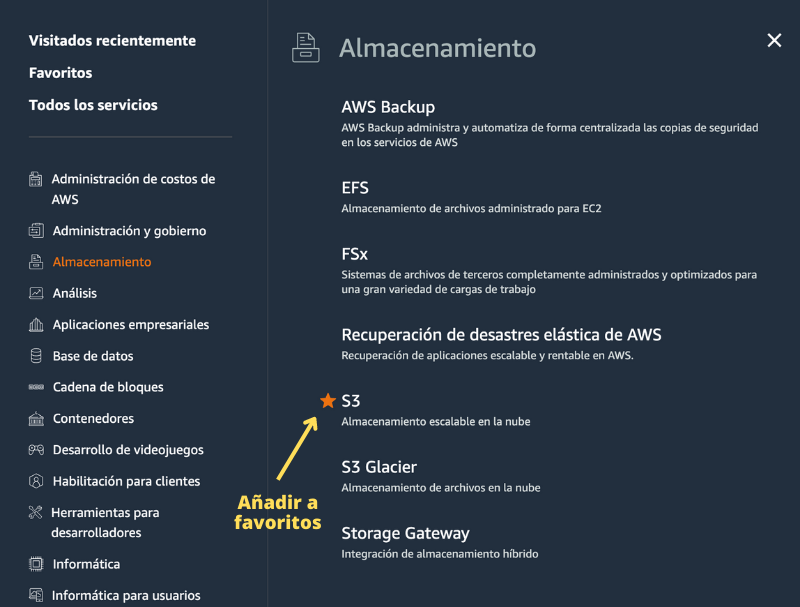 Visitados recientemente
Favoritos
Todos los servicios
Administración de costos de
AWS
Administración y gobierno
Almacenamiento
Análisis
Aplicaciones empresariales
Base de datos
Cadena de bloques
Contenedores
Desarrollo de videojuegos
Habilitación para clientes
Herramientas para
desarrolladores
Informática
Informática para usuarios
Almacenamiento
AWS Backup
AWS Backup administra y automatiza de forma centralizada las copias de seguridad
en los servicios de AWS
EFS
Almacenamiento de archivos administrado para EC2
FSx
Sistemas de archivos de terceros completamente administrados y optimizados para
una gran variedad de cargas de trabajo
Recuperación de desastres elástica de AWS
Recuperación de aplicaciones escalable y rentable en AWS.
S3
Almacenamiento escalable en la nube
Añadir a
favoritos
S3 Glacier
Almacenamiento de archivos en la nube
Storage Gateway
Integración de almacenamiento híbrido